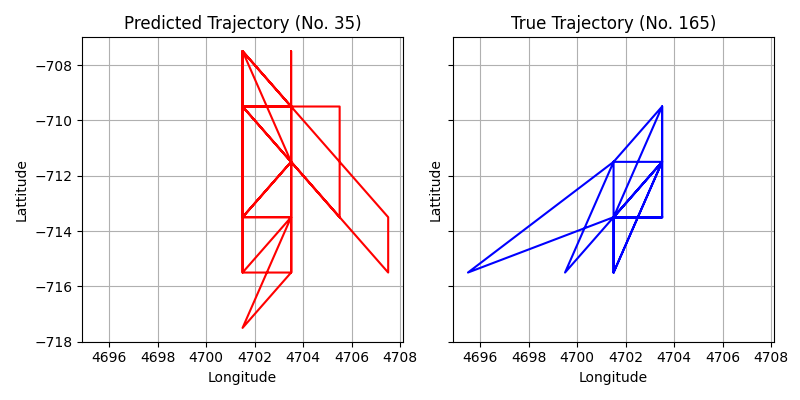 Predicted Trajectory (No. 35)
True Trajectory (No. 165)
−708
−710
−712
−714
−716
−718
Lattitude
Lattitude
4696 4698 4700 4702 4704 4706 4708
4696 4698 4700 4702 4704 4706 4708
Longitude
Longitude